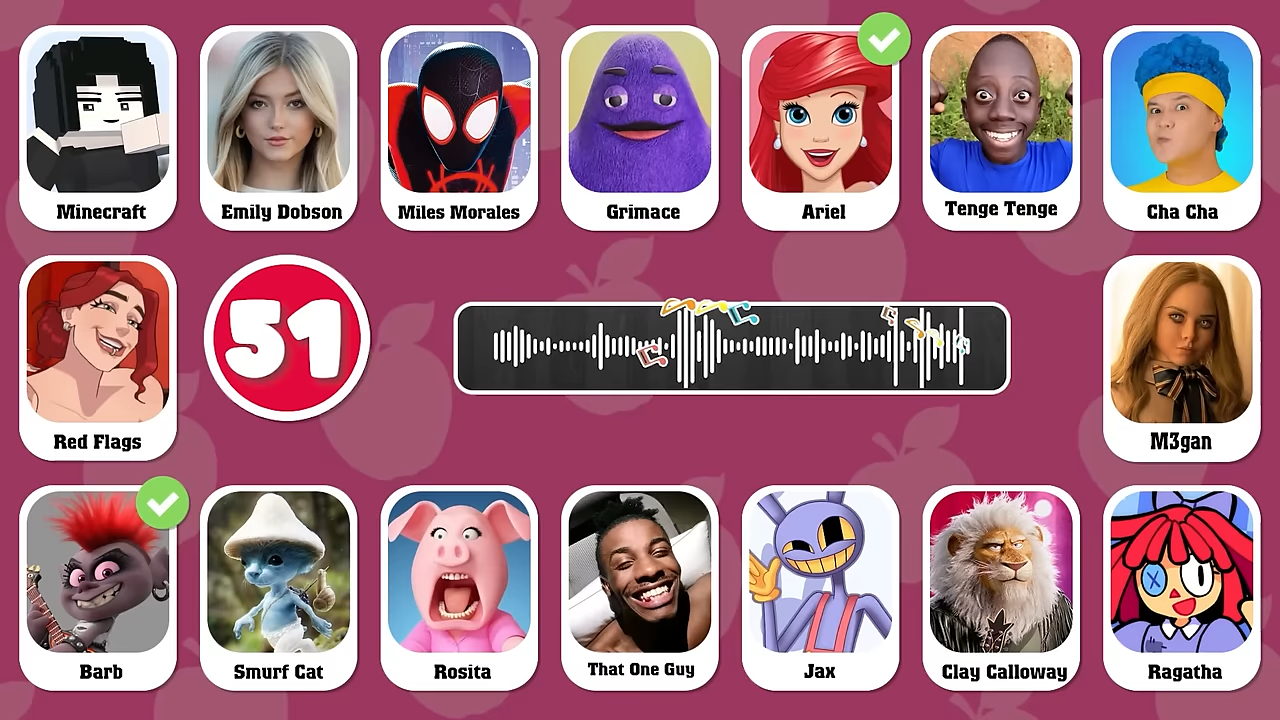 Minecraft
Emily Dobson
Miles Morales
Grimace
Ariel
Tenge Tenge
Cha Cha
Red Flags
51
M3gan
Barb
Smurf Cat
Rosita
That One Guy
Jax
Clay Calloway
Ragatha